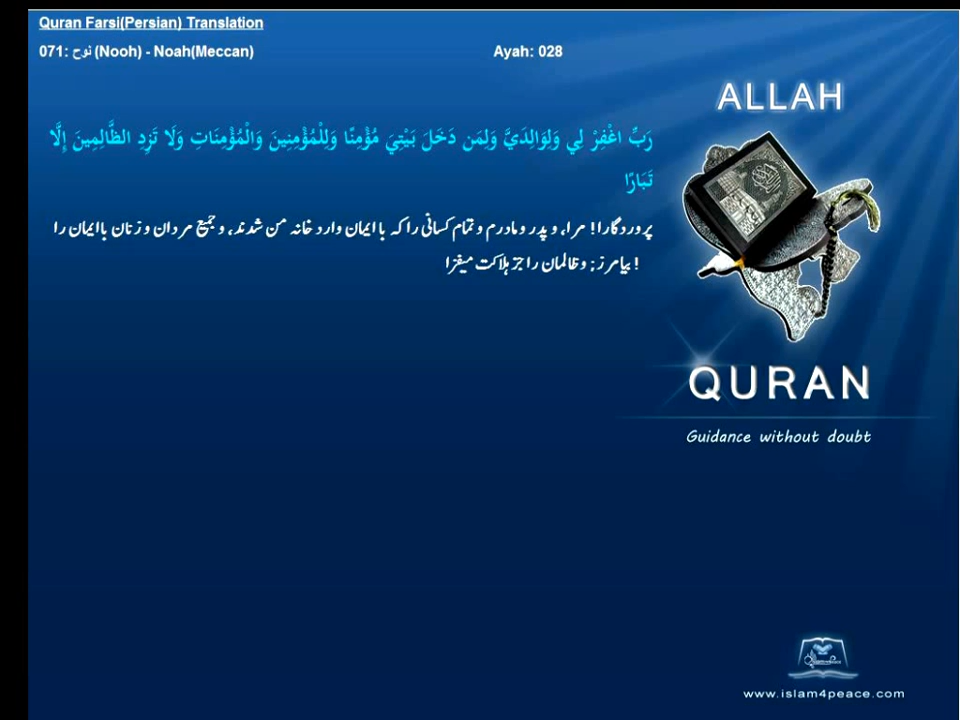 Quran Farsi(Persian) Translation
071: نوح (Nooh) - Noah(Meccan) Ayah: 028
ALLAH
رَبِّ اغْفِرْ لِي وَلِوَالِدَيَّ وَلِمَن دَخَلَ بَيْتِيَ مُؤْمِنًا وَلِلْمُؤْمِنِينَ وَالْمُؤْمِنَاتِ وَلَا تَزِدِ الظَّالِمِينَ إِلَّا
تَبَارًا
پروردگارا! مرا، و پدر و مادرم و تمام کسانی را که با ایمان وارد خانه من شدند، و جمیع مردان و زنان باایمان را
بیامرز; و ظالمان را جز هلاکت میفزا!
QURAN
Guidance without doubt
www.islam4peace.com